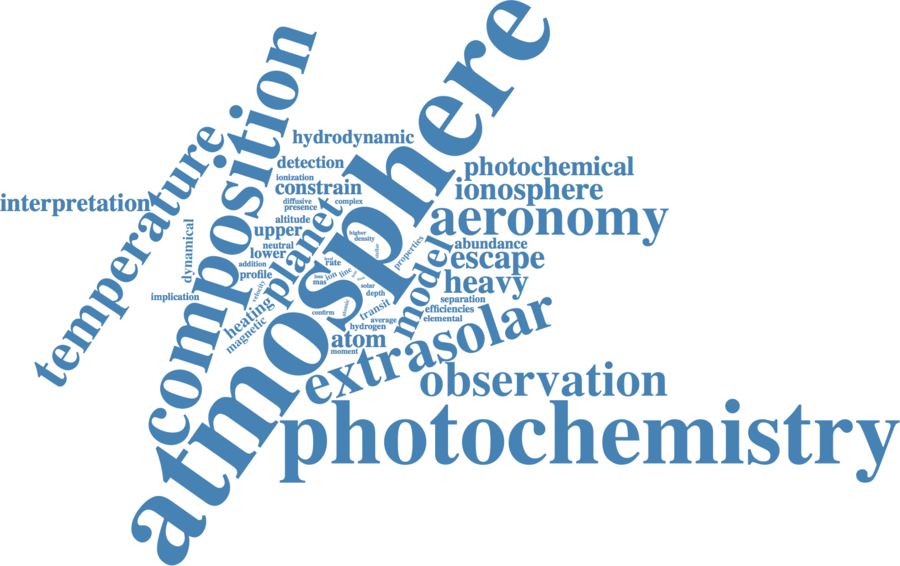 atmosphere
composition
temperature
interpretation
hydrodynamic
detection
ionization
constrain
diffusive
complex
presence
altitude
upper
neutral
lower
addition
profile
dynamical
implication
velocity
planet
heating
magnetic
higher
density
stellar
properties
rate
ion
line
mas
solar
depth
confirm
atomic
transit
average
hydrogen
atom
moment
photochemical
ionosphere
aeronomy
abundance
escape
heavy
model
separation
efficiencies
elemental
extrasolar
observation
photochemistry